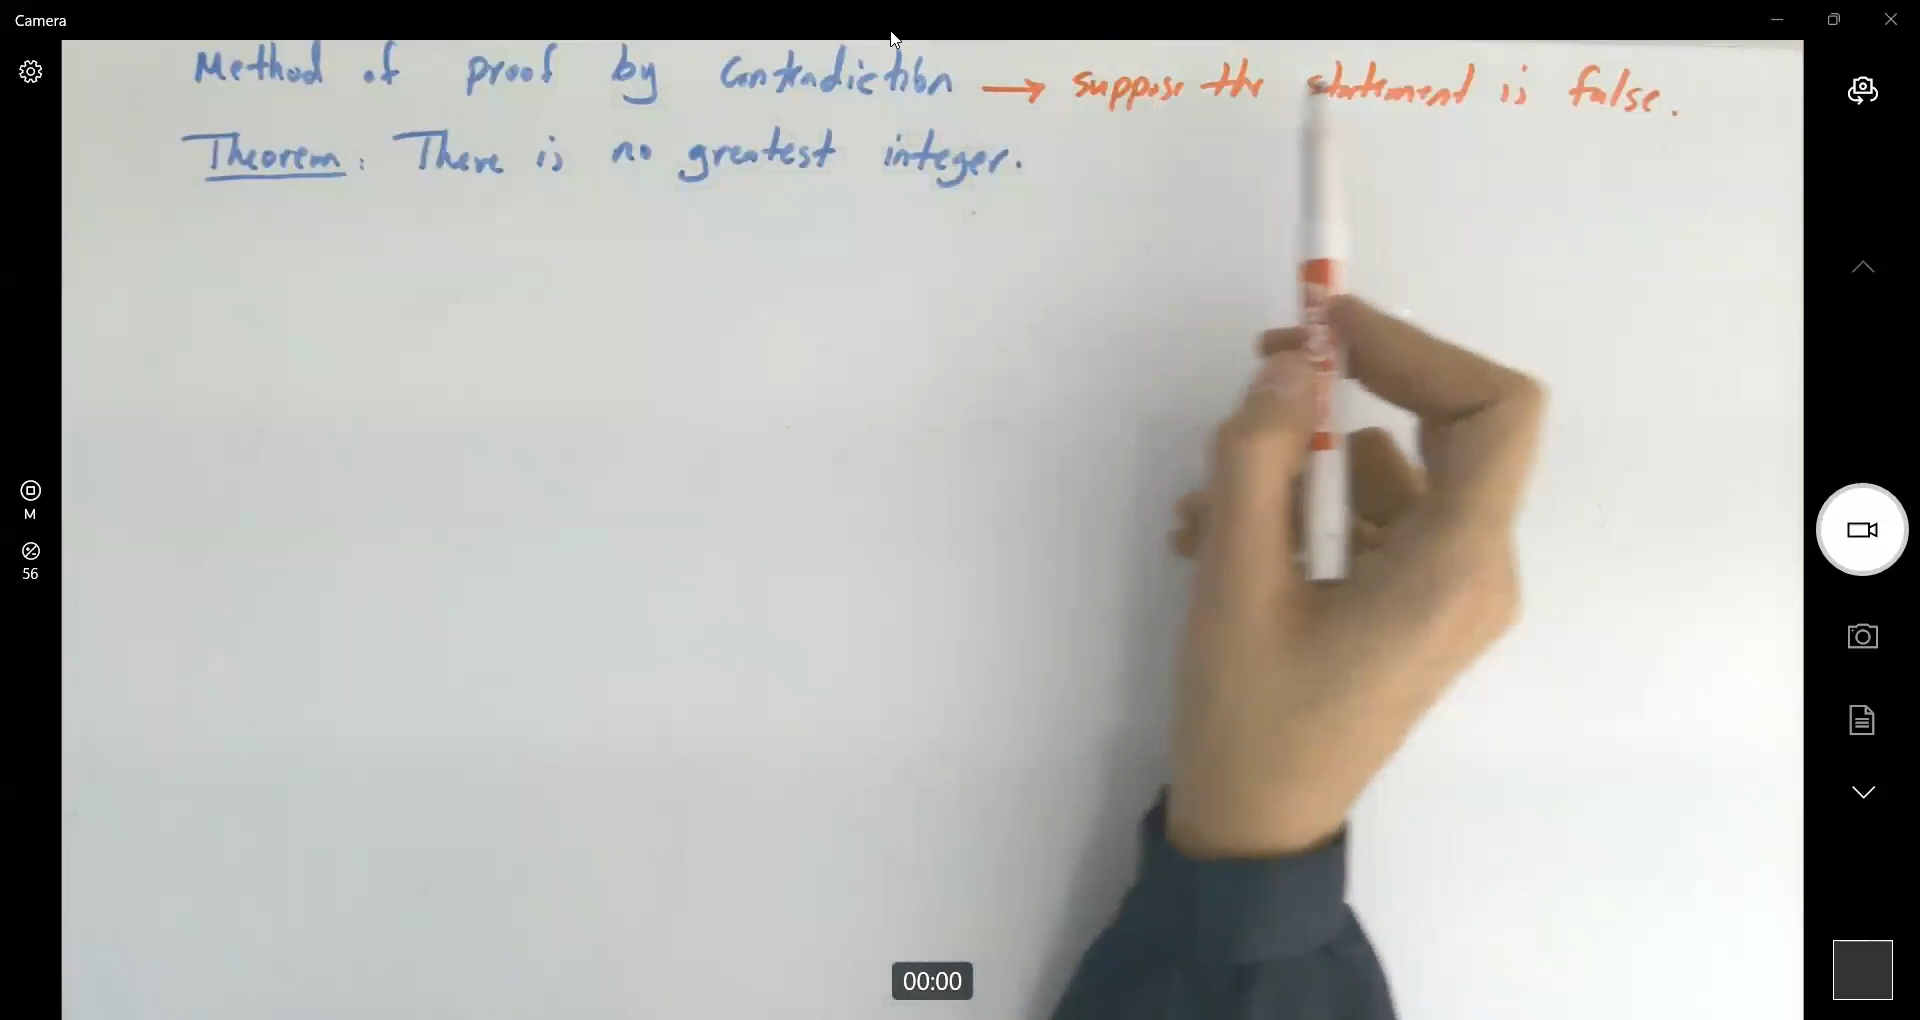 Camera
Method of proof by Contradiction → suppose the statement is false.
Theorem: There is no greatest integer.
M
56
00:00